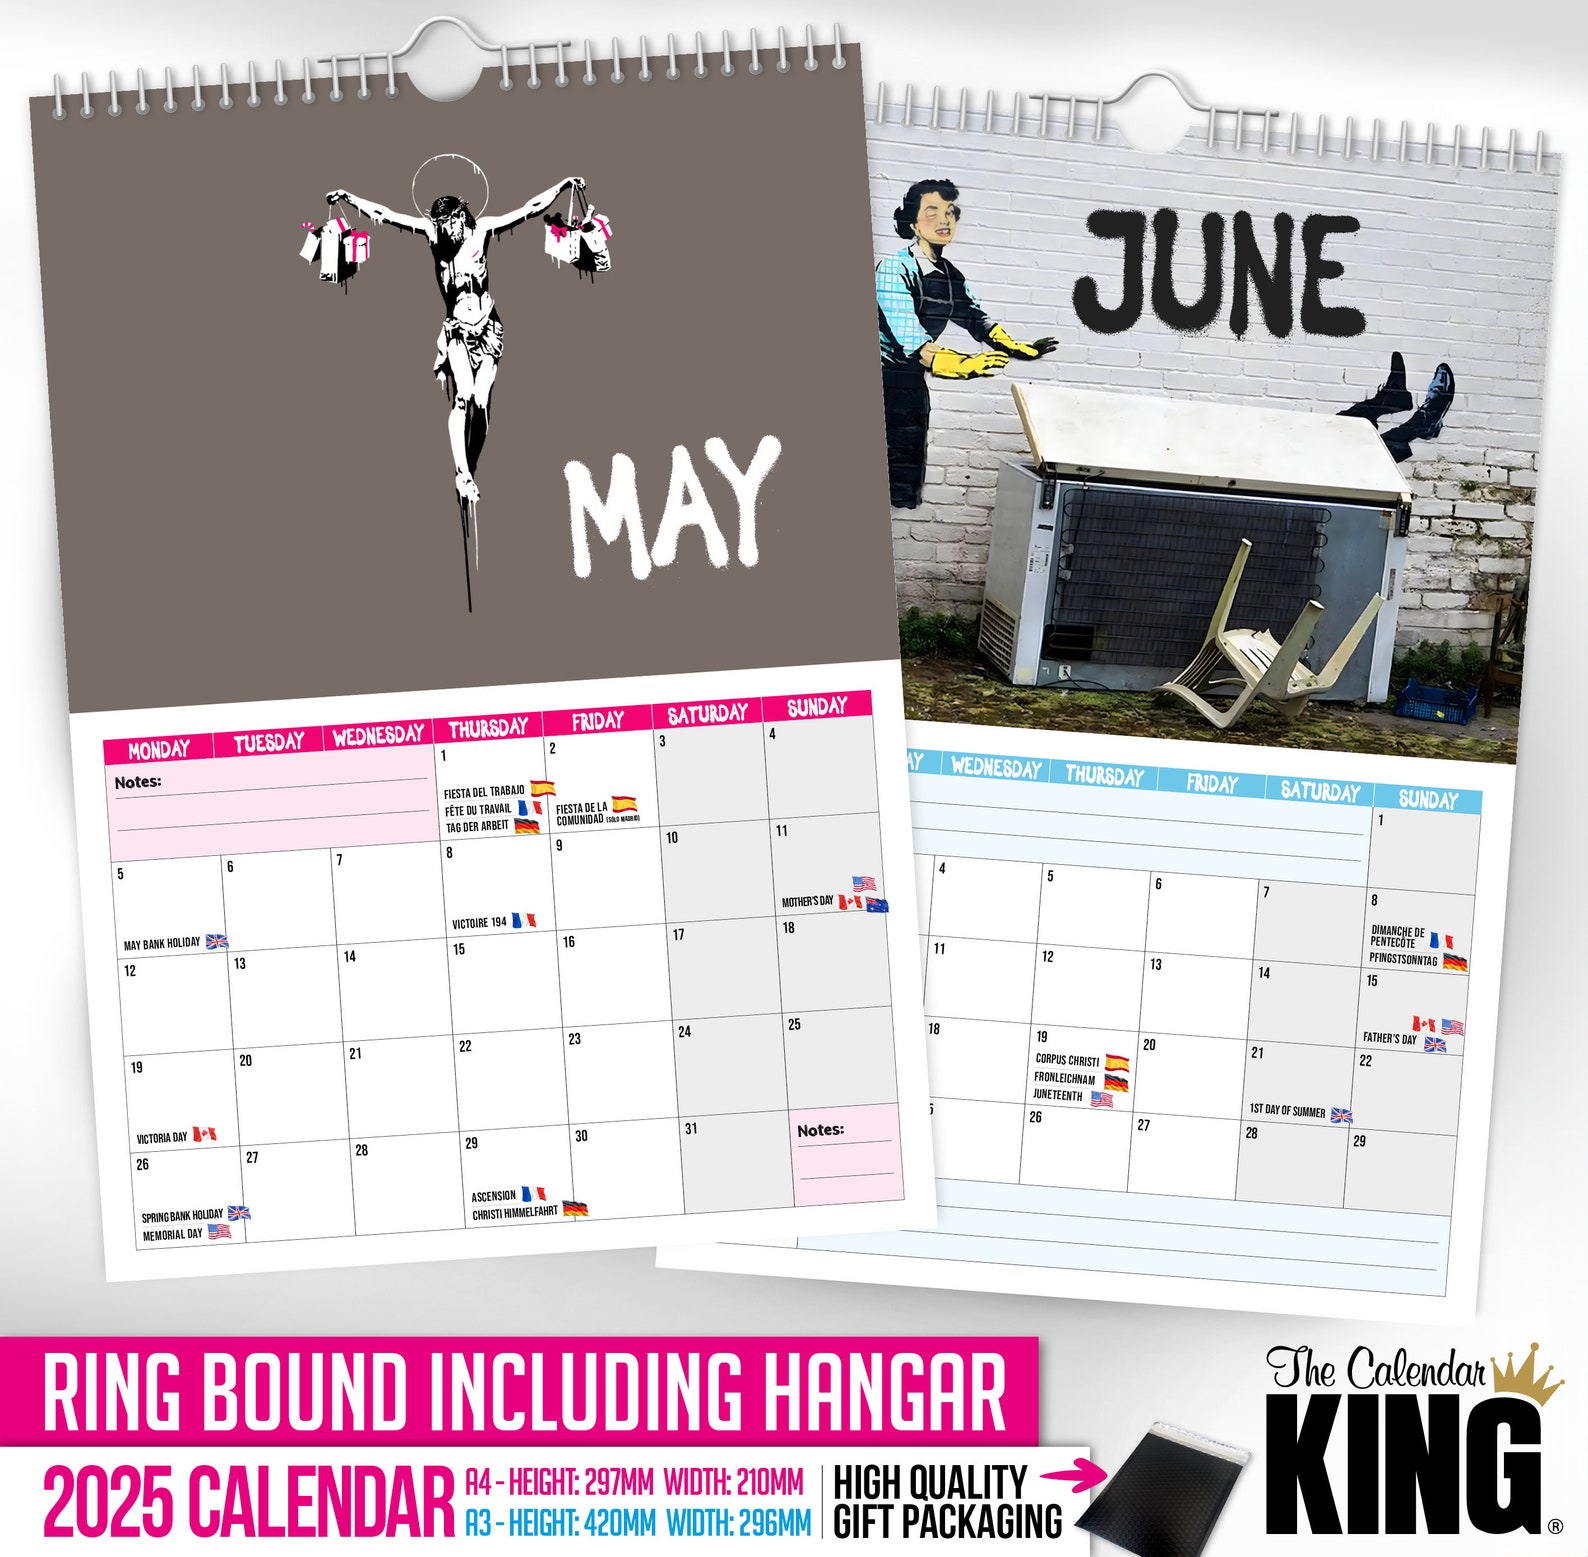 MAY
MONDAY TUESDAY WEDNESDAY THURSDAY FRIDAY SATURDAY SUNDAY
Notes:
1 2 3 4
FIESTA DEL TRABAJO
FÊTE DU TRAVAIL
TAG DER ARBEIT
FIESTA DE LA
COMUNIDAD (SÓLO MADRID)
5 6 7 8 9 10 11
MAY BANK HOLIDAY
VICTOIRE 194
MOTHER'S DAY
12 13 14 15 16 17 18
19 20 21 22 23 24 25
VICTORIA DAY
26 27 28 29 30 31
Notes:
SPRING BANK HOLIDAY
MEMORIAL DAY
ASCENSION
CHRISTI HIMMELFAHRT
JUNE
AY WEDNESDAY THURSDAY FRIDAY SATURDAY SUNDAY
1
4 5 6 7 8
DIMANCHE DE
PENTECÔTE
PFINGSTSONNTAG
11 12 13 14 15
FATHER'S DAY
18 19 20 21 22
CORPUS CHRISTI
FRONLEICHNAM
JUNETEENTH
1ST DAY OF SUMMER
5 26 27 28 29
RING BOUND INCLUDING HANGAR
2025 CALENDAR
A4 - HEIGHT: 297MM WIDTH: 210MM
A3 - HEIGHT: 420MM WIDTH: 296MM
HIGH QUALITY
GIFT PACKAGING
The Calendar
KING®